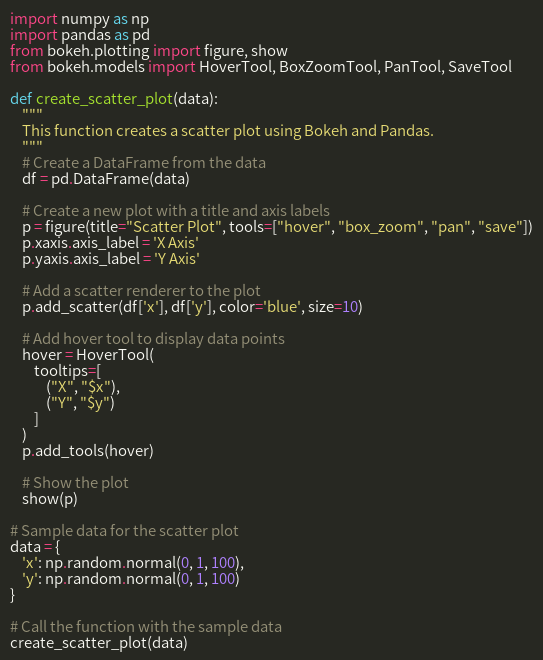 import numpy as np
import pandas as pd
from bokeh.plotting import figure, show
from bokeh.models import HoverTool, BoxZoomTool, PanTool, SaveTool

def create_scatter_plot(data):
    """
    This function creates a scatter plot using Bokeh and Pandas.
    """
    # Create a DataFrame from the data
    df = pd.DataFrame(data)

    # Create a new plot with a title and axis labels
    p = figure(title="Scatter Plot", tools=["hover", "box_zoom", "pan", "save"])
    p.xaxis.axis_label = 'X Axis'
    p.yaxis.axis_label = 'Y Axis'

    # Add a scatter renderer to the plot
    p.add_scatter(df['x'], df['y'], color='blue', size=10)

    # Add hover tool to display data points
    hover = HoverTool(
        tooltips=[
            ("X", "$x"),
            ("Y", "$y")
        ]
    )
    p.add_tools(hover)

    # Show the plot
    show(p)

# Sample data for the scatter plot
data = {
    'x': np.random.normal(0, 1, 100),
    'y': np.random.normal(0, 1, 100)
}

# Call the function with the sample data
create_scatter_plot(data)